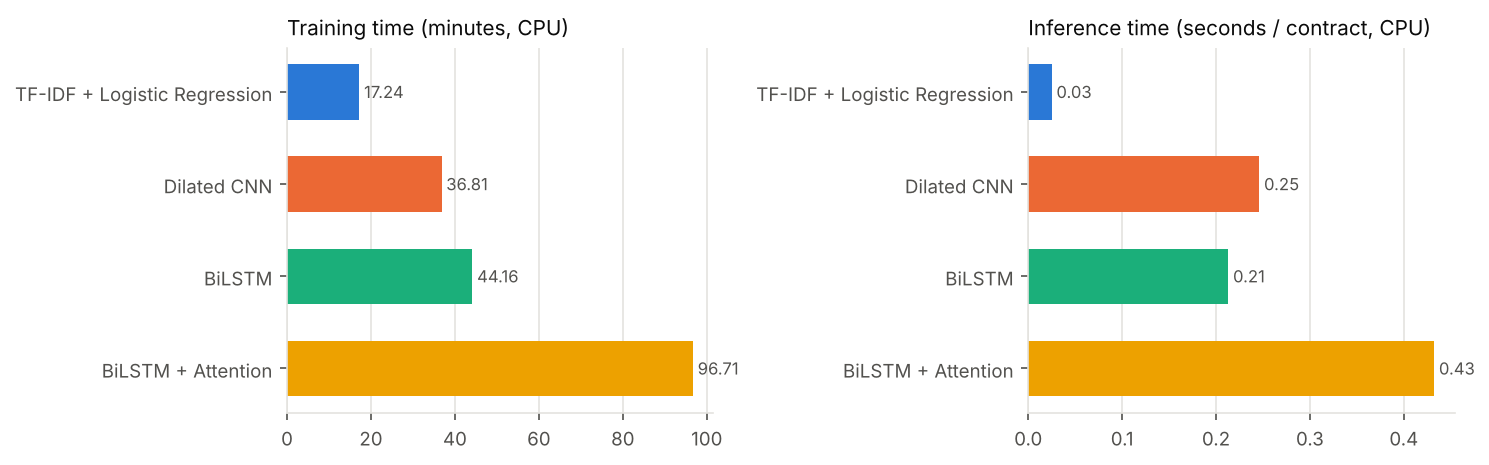 Training time (minutes, CPU)
TF-IDF + Logistic Regression
17.24
Dilated CNN
36.81
BiLSTM
44.16
BiLSTM + Attention
96.71
0 20 40 60 80 100
Inference time (seconds / contract, CPU)
TF-IDF + Logistic Regression
0.03
Dilated CNN
0.25
BiLSTM
0.21
BiLSTM + Attention
0.43
0.0 0.1 0.2 0.3 0.4